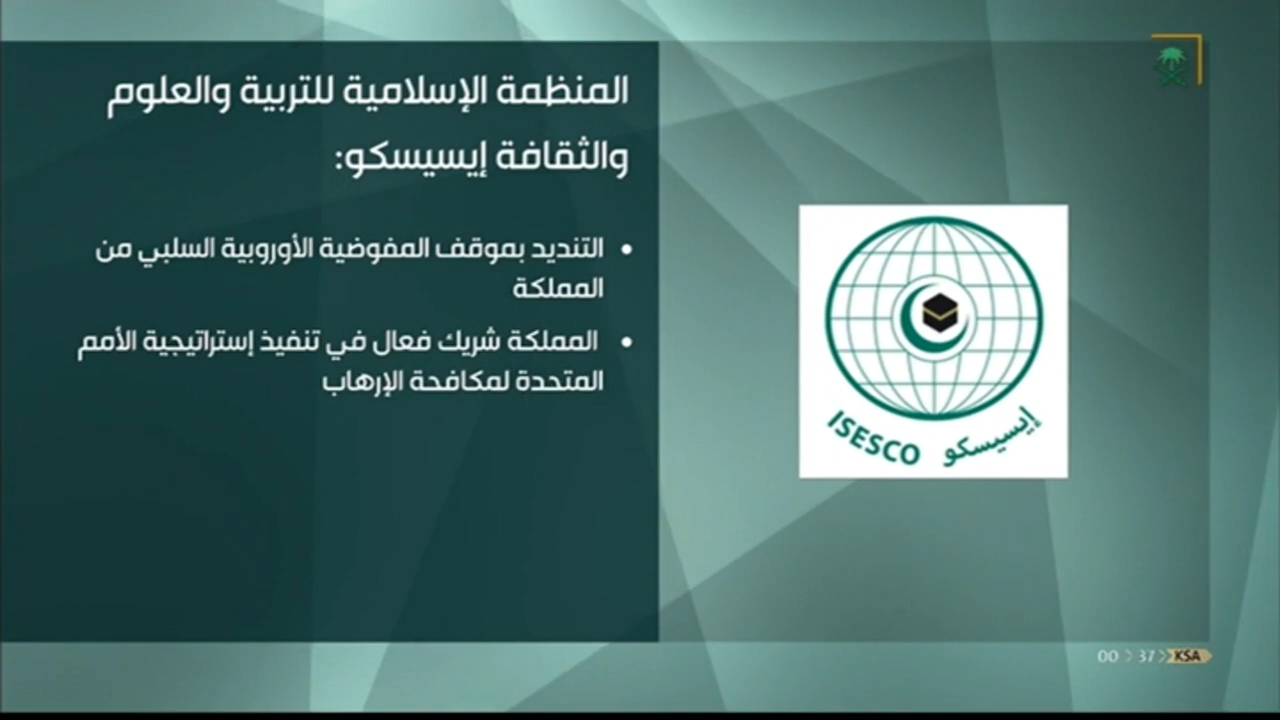 المنظمة الإسلامية للتربية والعلوم
والثقافة إيسيسكو:
• التنديد بموقف المفوضية الأوروبية السلبي من
المملكة
• المملكة شريك فعال في تنفيذ إستراتيجية الأمم
المتحدة لمكافحة الإرهاب
ISESCO إيسيسكو
00 > 37 > KSA